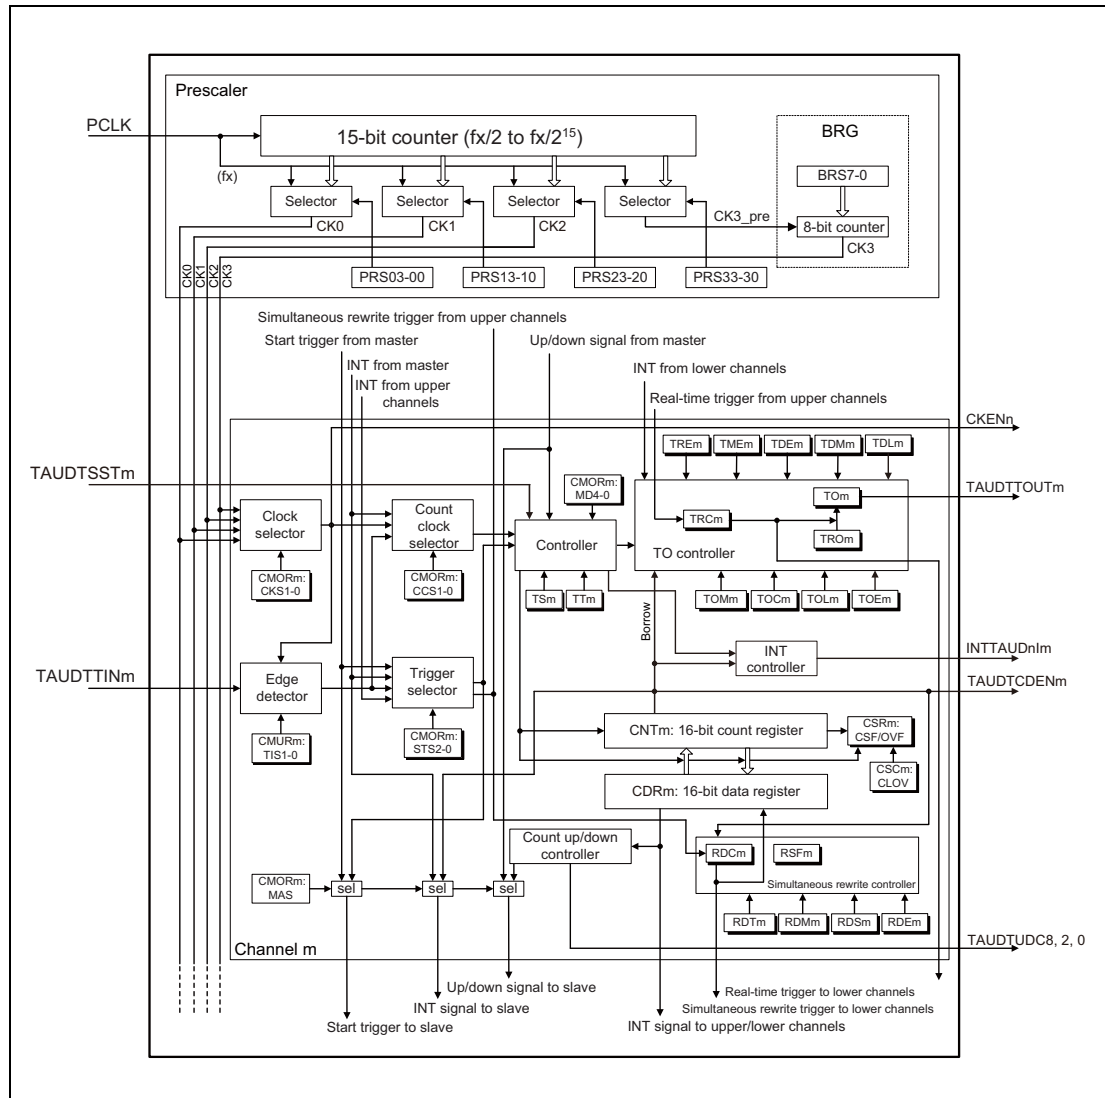 Prescaler
PCLK
15-bit counter (fx/2 to fx/2¹⁵)
BRG
(fx)
BRS7-0
Selector
Selector
Selector
Selector
CK3_pre
8-bit counter
CK0
CK1
CK2
CK3
CK0
CK1
CK2
CK3
PRS03-00
PRS13-10
PRS23-20
PRS33-30
Simultaneous rewrite trigger from upper channels
Start trigger from master
Up/down signal from master
INT from master
INT from lower channels
INT from upper
channels
Real-time trigger from upper channels
CKENn
TREm
TMEm
TDEm
TDMm
TDLm
TAUDTSSTm
CMORm:
MD4-0
TOm
TAUDTTOUTm
Clock
selector
Count
clock
selector
Controller
TRCm
TROm
TO controller
CMORm:
CKS1-0
CMORm:
CCS1-0
TSm
TTm
TOMm
TOCm
TOLm
TOEm
Borrow
INT
controller
INTTAUDnIm
TAUDTTINm
Edge
detector
Trigger
selector
TAUDTCDENm
CMURm:
TIS1-0
CMORm:
STS2-0
CNTm: 16-bit count register
CSRm:
CSF/OVF
CSCm:
CLOV
CDRm: 16-bit data register
Count up/down
controller
RDCm
RSFm
Simultaneous rewrite controller
CMORm:
MAS
sel
sel
sel
RDTm
RDMm
RDSm
RDEm
Channel m
TAUDTUDC8, 2, 0
Up/down signal to slave
Real-time trigger to lower channels
INT signal to slave
Simultaneous rewrite trigger to lower channels
Start trigger to slave
INT signal to upper/lower channels